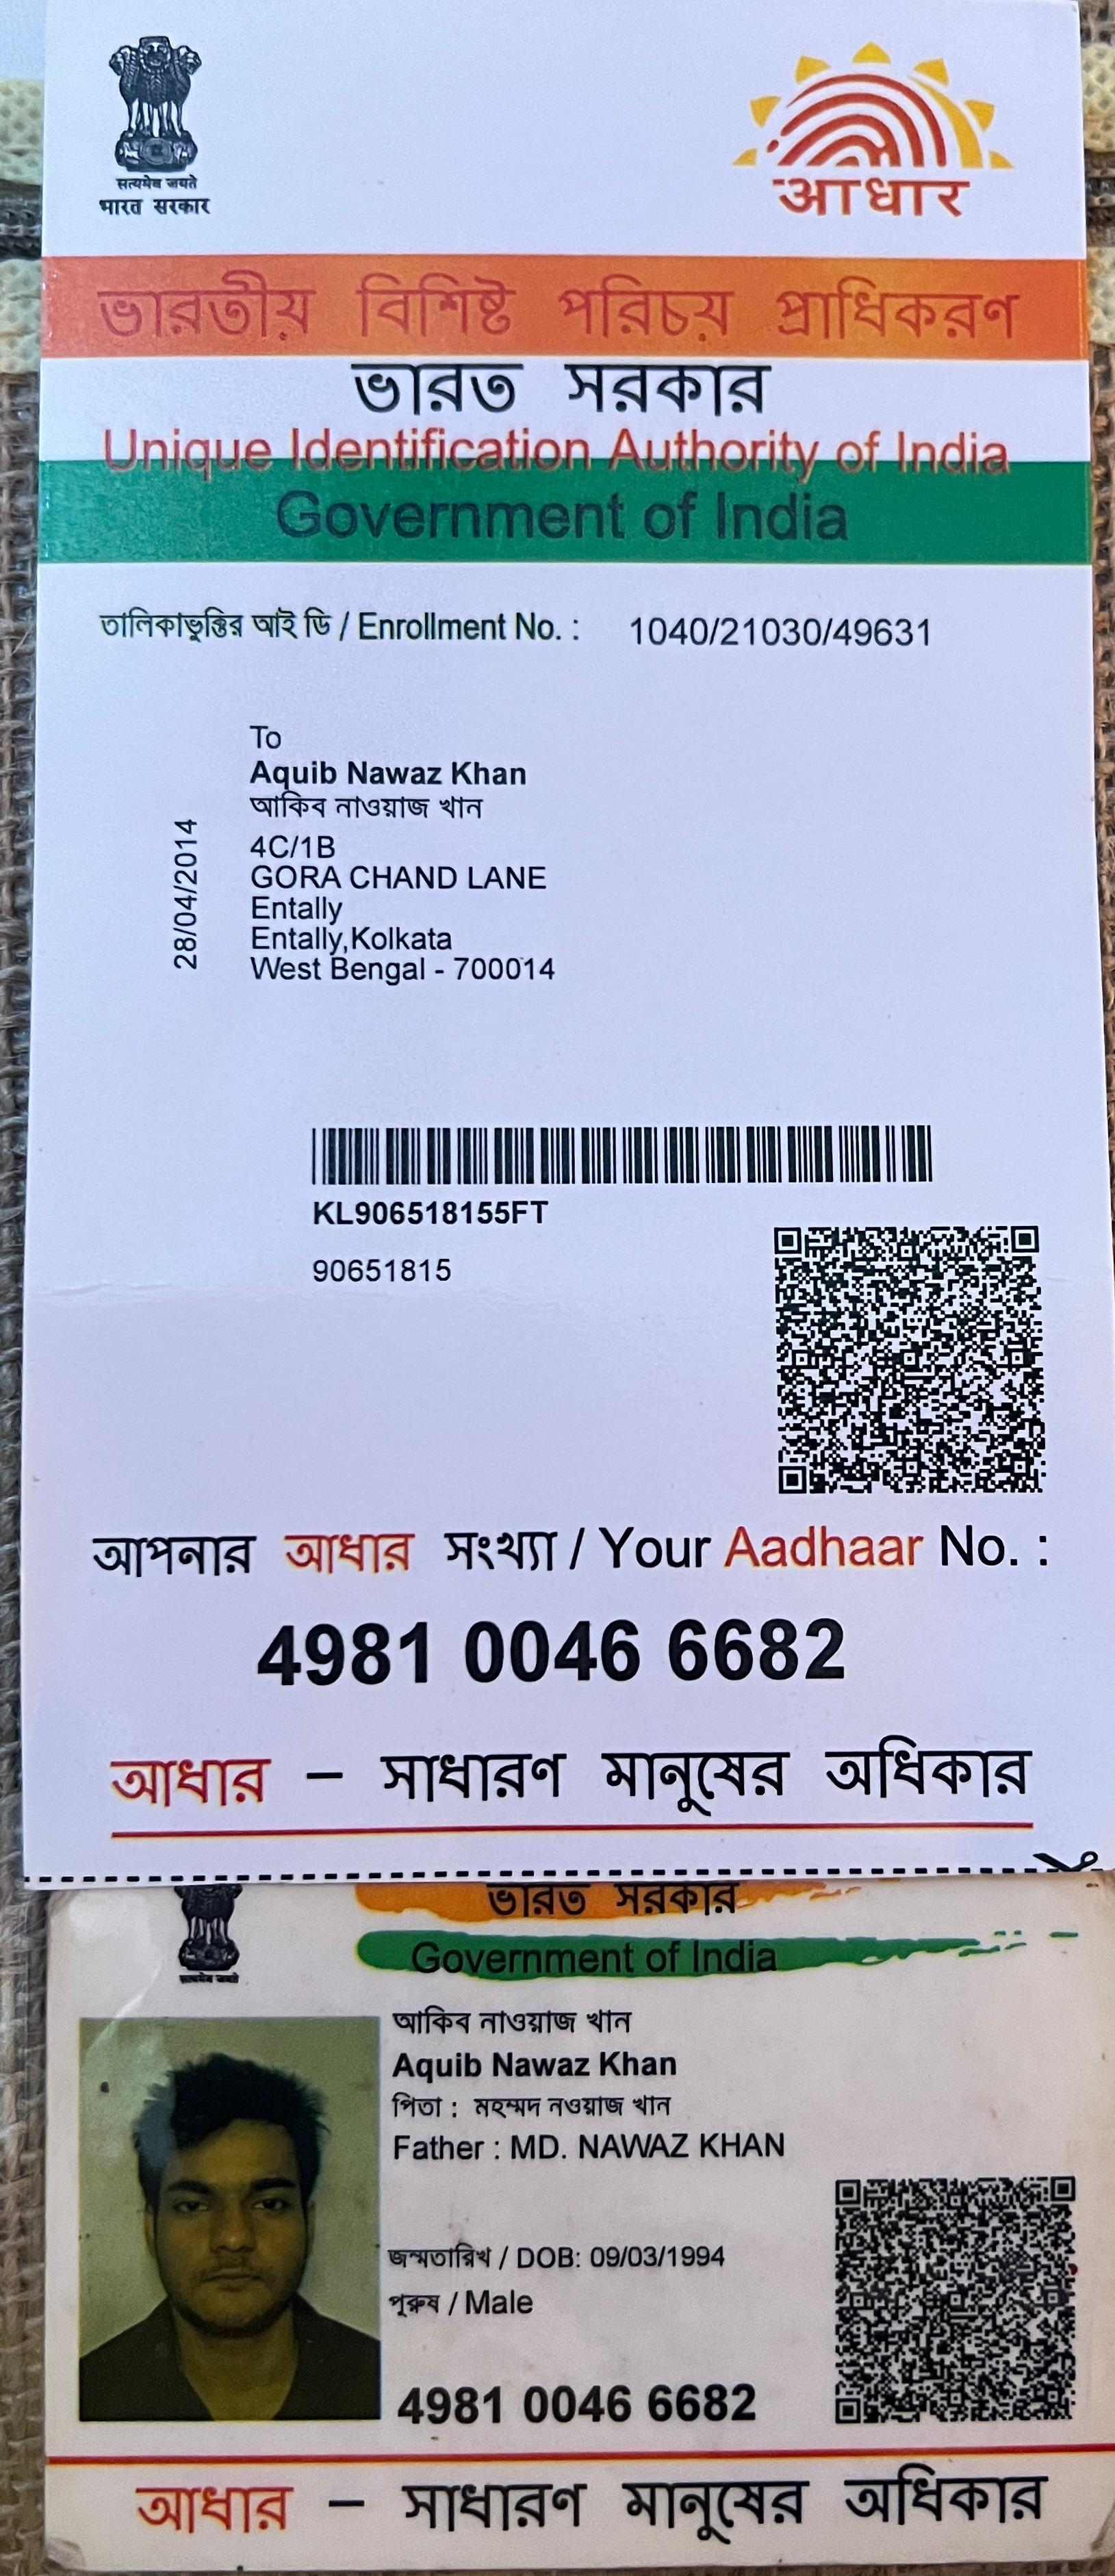 सत्यमेव जयते
भारत सरकार
आधार
ভারতীয় বিশিষ্ট পরিচয় প্রাধিকরণ
ভারত সরকার
Unique Identification Authority of India
Government of India
তালিকাভুক্তির আই ডি / Enrollment No. : 1040/21030/49631
To
Aquib Nawaz Khan
আকিব নাওয়াজ খান
4C/1B
GORA CHAND LANE
Entally
Entally,Kolkata
West Bengal - 700014
28/04/2014
KL906518155FT
90651815
আপনার আধার সংখ্যা / Your Aadhaar No. :
4981 0046 6682
আধার – সাধারণ মানুষের অধিকার
ভারত সরকার
Government of India
सत्यमेव जयते
আকিব নাওয়াজ খান
Aquib Nawaz Khan
পিতা : মহম্মদ নওয়াজ খান
Father : MD. NAWAZ KHAN
জন্মতারিখ / DOB: 09/03/1994
পুরুষ / Male
4981 0046 6682
আধার – সাধারণ মানুষের অধিকার